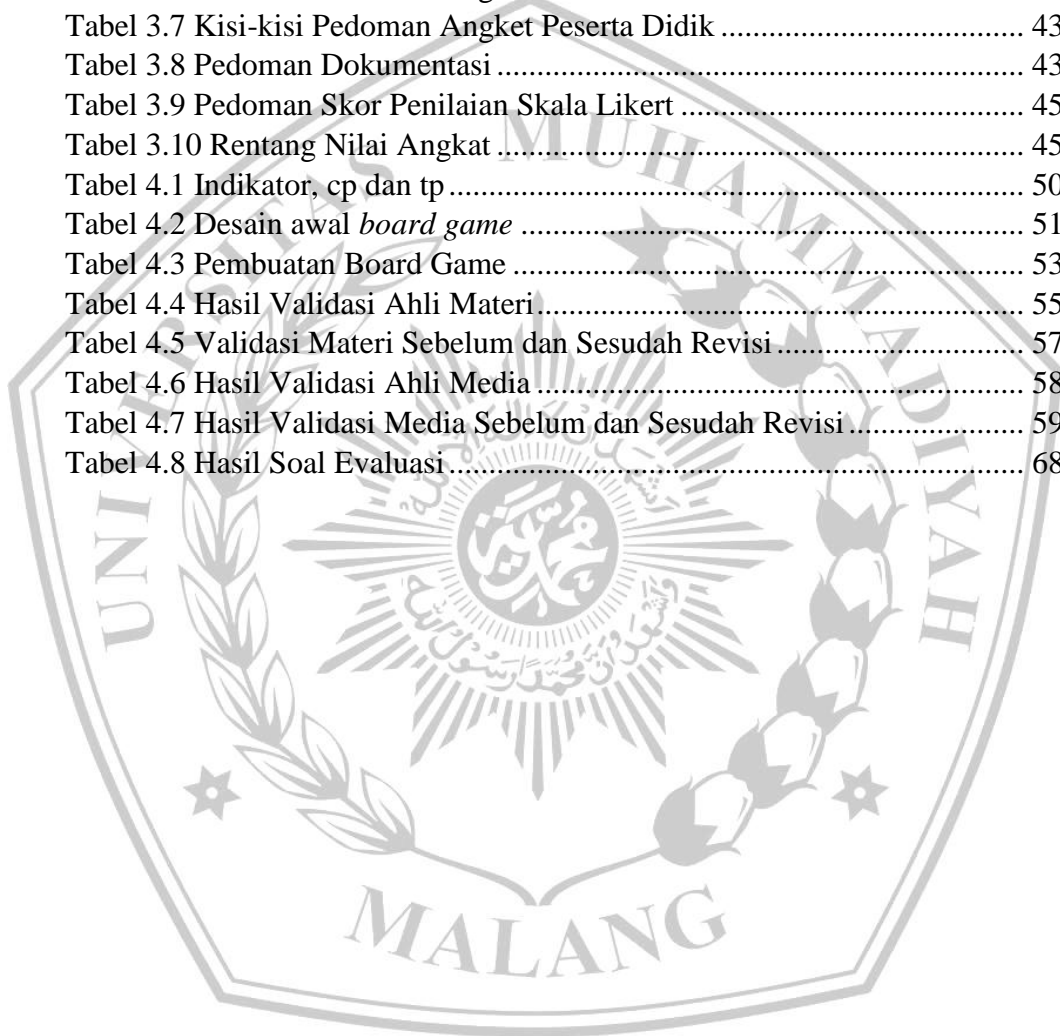 Tabel 3.7 Kisi-kisi Pedoman Angket Peserta Didik ...................................... 43
Tabel 3.8 Pedoman Dokumentasi .................................................................. 43
Tabel 3.9 Pedoman Skor Penilaian Skala Likert ........................................... 45
Tabel 3.10 Rentang Nilai Angkat .................................................................. 45
Tabel 4.1 Indikator, cp dan tp ........................................................................ 50
Tabel 4.2 Desain awal board game ............................................................... 51
Tabel 4.3 Pembuatan Board Game ................................................................ 53
Tabel 4.4 Hasil Validasi Ahli Materi ............................................................. 55
Tabel 4.5 Validasi Materi Sebelum dan Sesudah Revisi ............................... 57
Tabel 4.6 Hasil Validasi Ahli Media ............................................................. 58
Tabel 4.7 Hasil Validasi Media Sebelum dan Sesudah Revisi ...................... 59
Tabel 4.8 Hasil Soal Evaluasi ........................................................................ 68
UNIVERSITAS MUHAMMADIYAH
MALANG